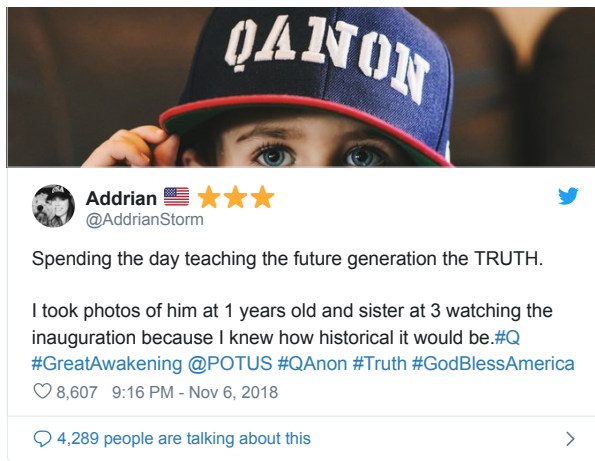 QANON
Addrian 🇺🇸 ⭐⭐⭐
@AddrianStorm
Spending the day teaching the future generation the TRUTH.
I took photos of him at 1 years old and sister at 3 watching the
inauguration because I knew how historical it would be.#Q
#GreatAwakening @POTUS #QAnon #Truth #GodBlessAmerica
8,607 9:16 PM - Nov 6, 2018
4,289 people are talking about this